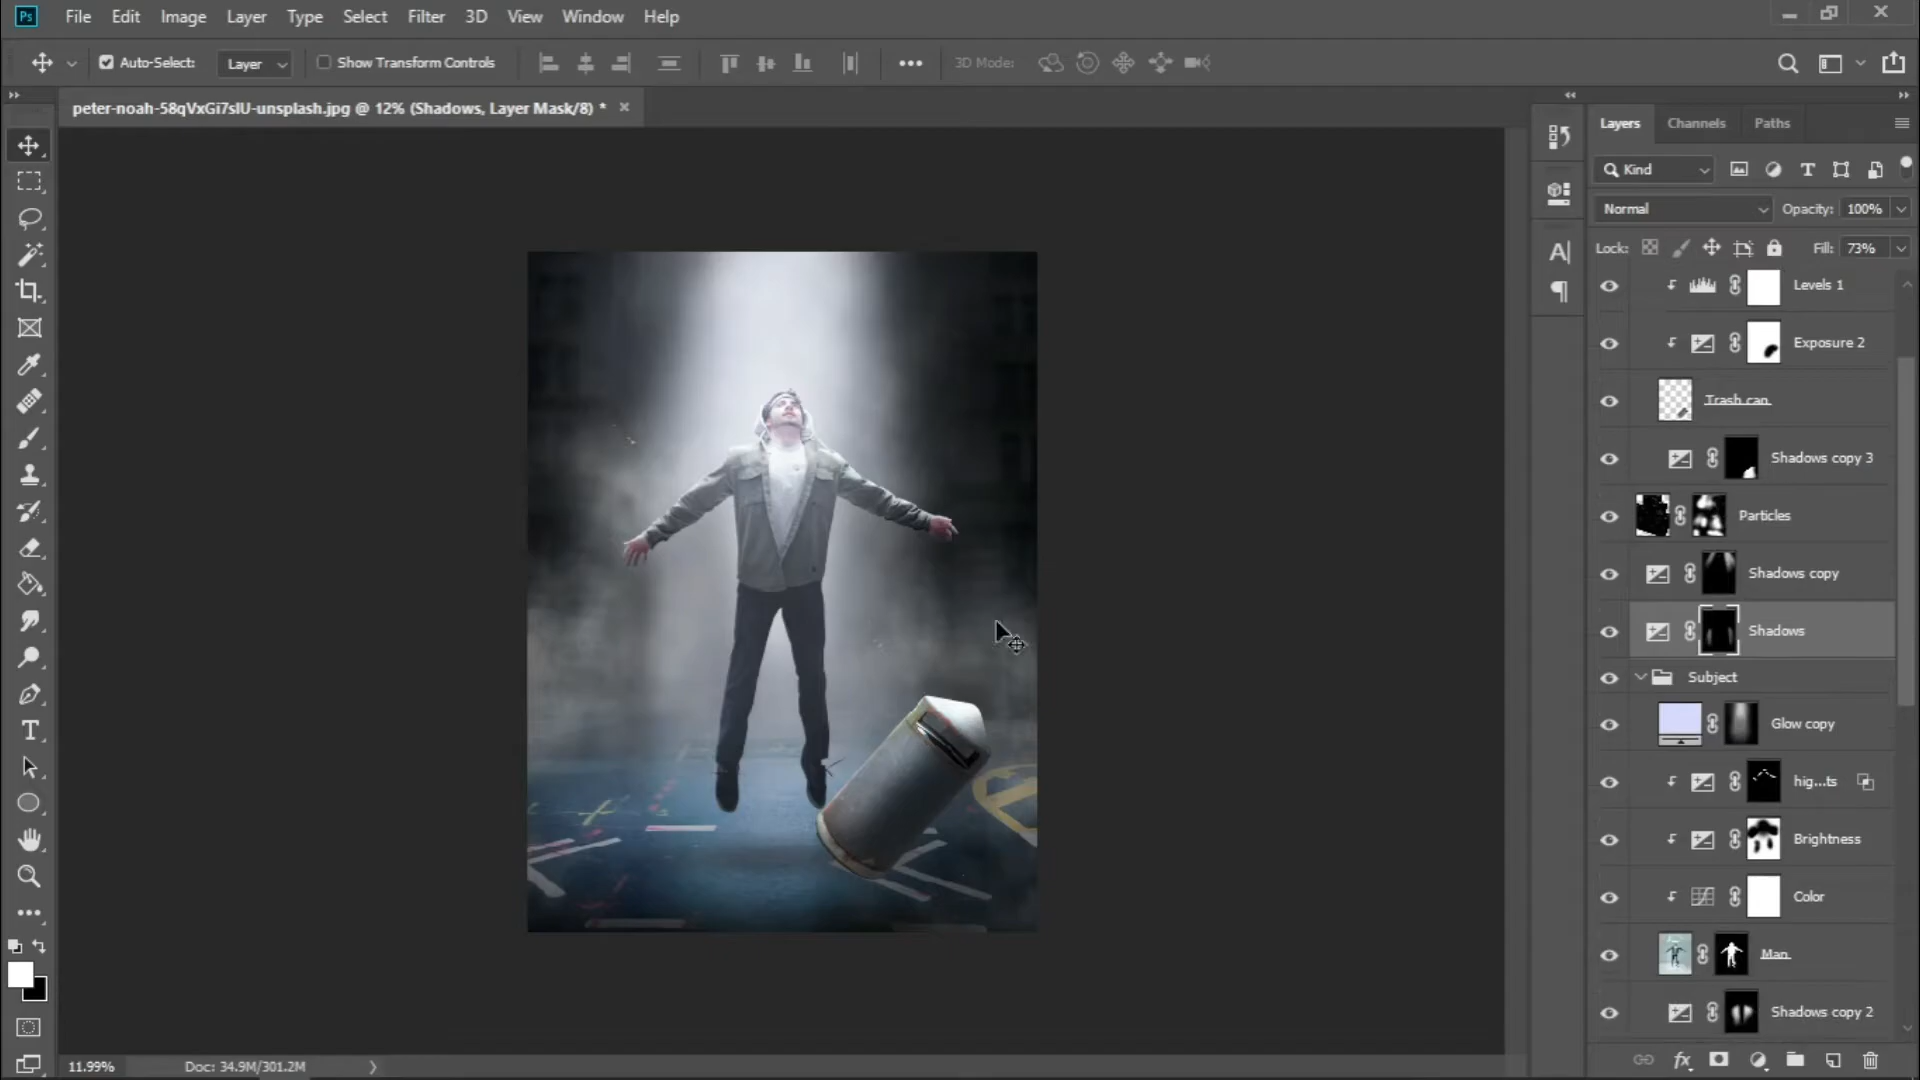 Ps File Edit Image Layer Type Select Filter 3D View Window Help
Auto-Select: Layer Show Transform Controls 3D Mode:
peter-noah-58qVxGi7slU-unsplash.jpg @ 12% (Shadows, Layer Mask/8) *
Layers Channels Paths
Kind
Normal Opacity: 100%
Lock: Fill: 73%
Levels 1
Exposure 2
Trash can
Shadows copy 3
Particles
Shadows copy
Shadows
Subject
Glow copy
hig...ts
Brightness
Color
Man
Shadows copy 2
11.99% Doc: 34.9M/301.2M